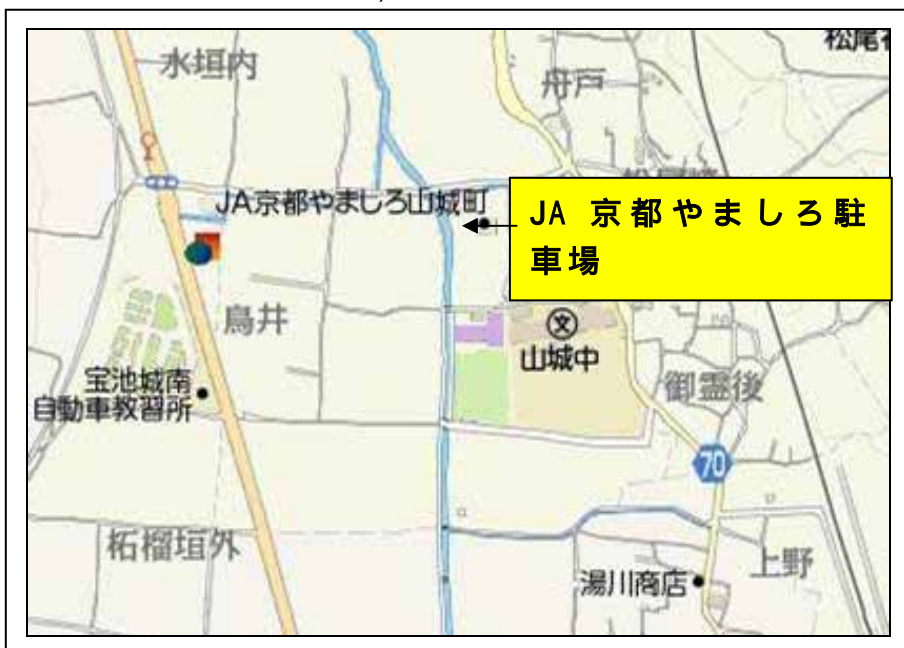 松尾
水垣内
舟戸
JA京都やましろ山城町
JA 京都やましろ駐
車場
鳥井
文
山城中
宝池城南
自動車教習所
御霊後
70
柘榴垣外
湯川商店
上野